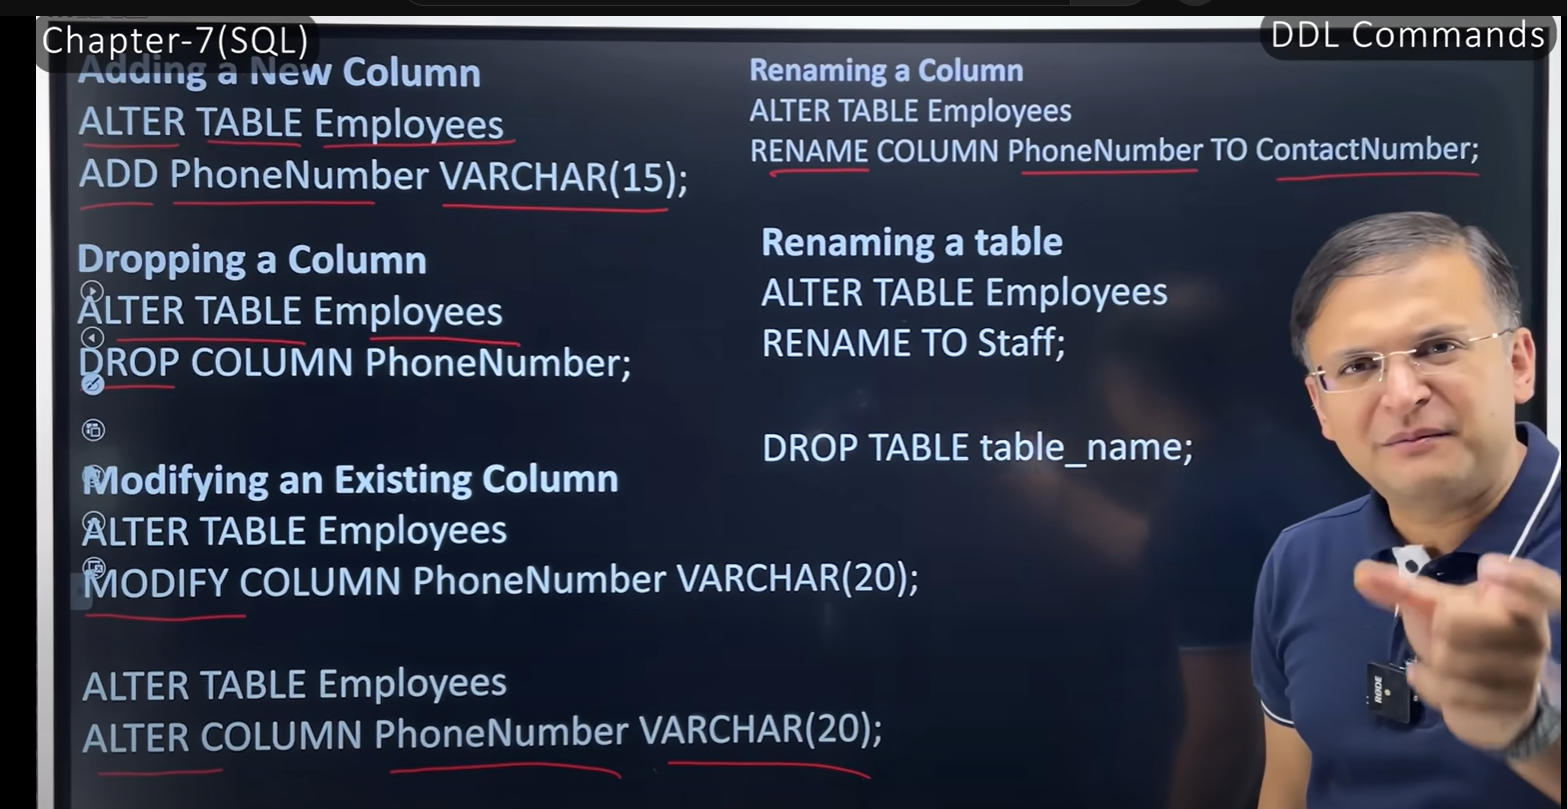 Chapter-7(SQL)
DDL Commands
Adding a New Column
ALTER TABLE Employees
ADD PhoneNumber VARCHAR(15);
Dropping a Column
ALTER TABLE Employees
DROP COLUMN PhoneNumber;
Modifying an Existing Column
ALTER TABLE Employees
MODIFY COLUMN PhoneNumber VARCHAR(20);
ALTER TABLE Employees
ALTER COLUMN PhoneNumber VARCHAR(20);
Renaming a Column
ALTER TABLE Employees
RENAME COLUMN PhoneNumber TO ContactNumber;
Renaming a table
ALTER TABLE Employees
RENAME TO Staff;
DROP TABLE table_name;
RODE